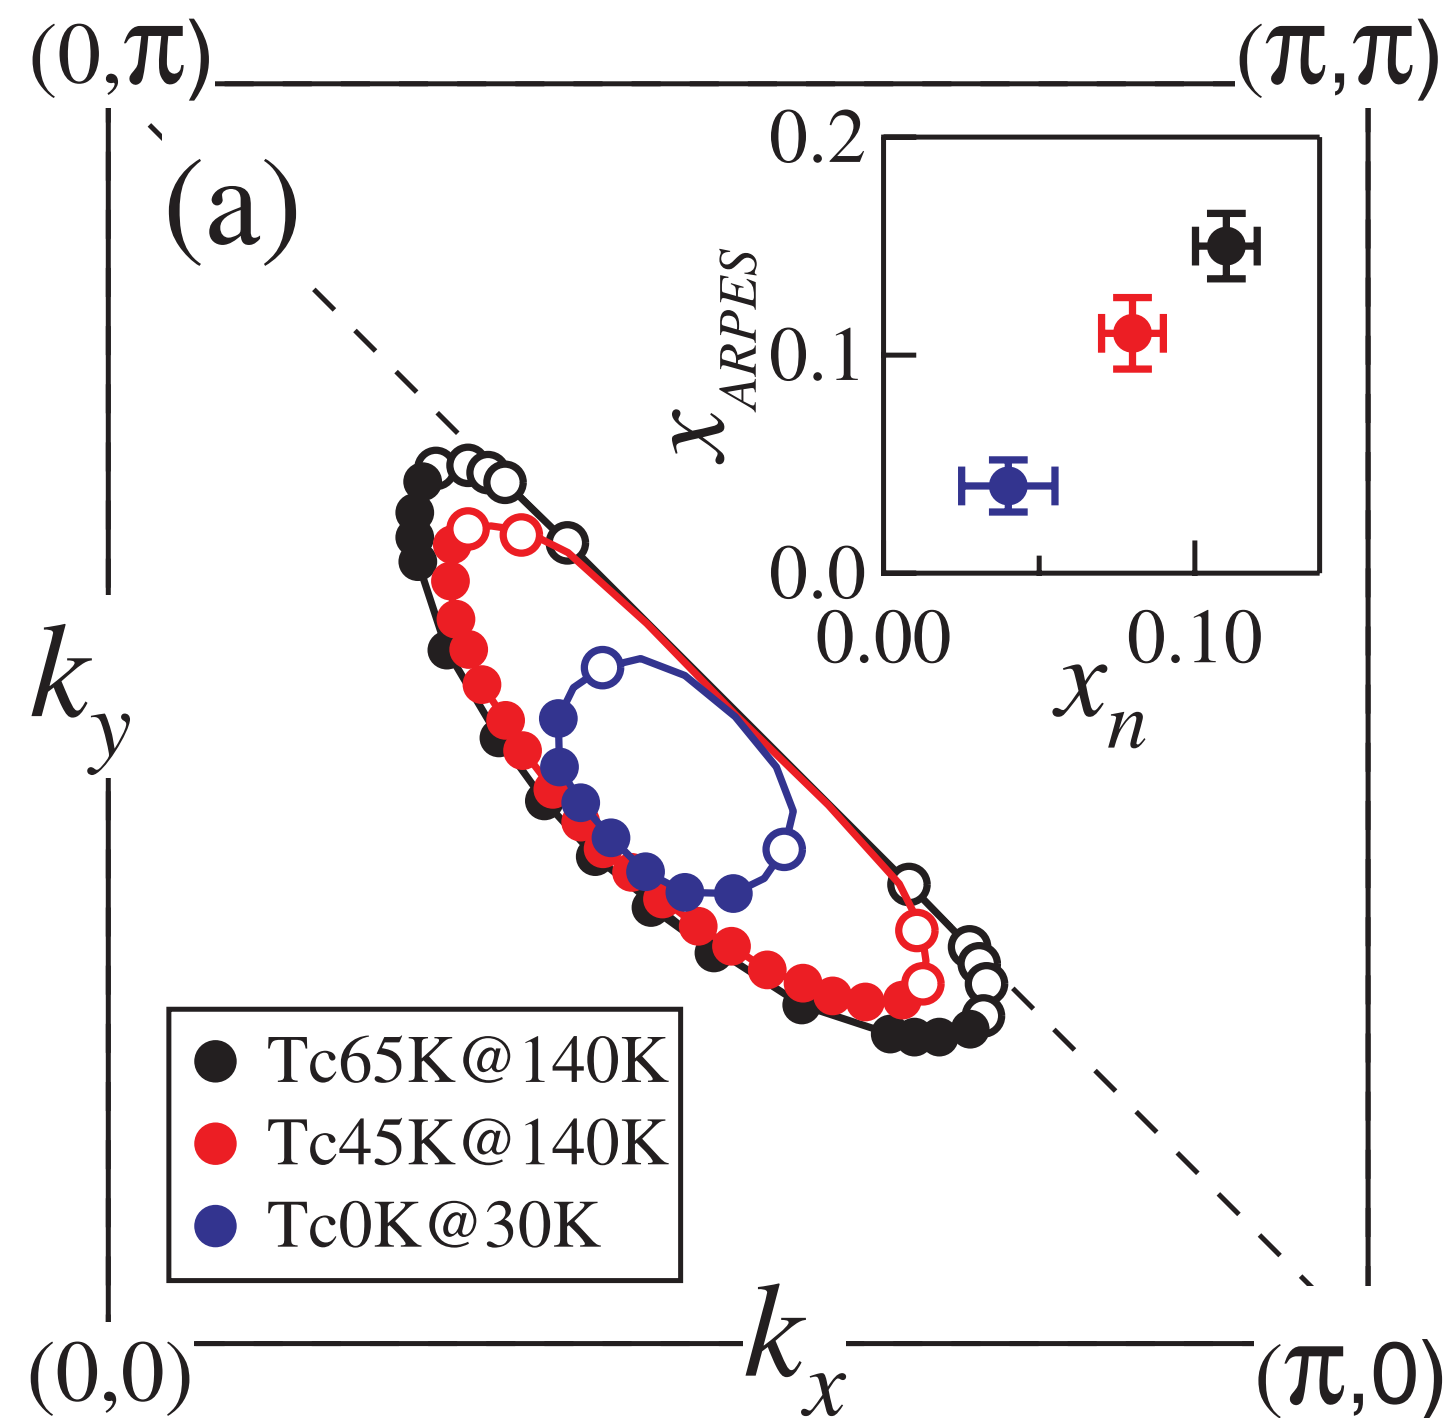 (0,π)
(π,π)
(a)
0.2
0.1
0.0
x_ARPES
0.00
0.10
x_n
k_y
Tc65K@140K
Tc45K@140K
Tc0K@30K
(0,0)
k_x
(π,0)